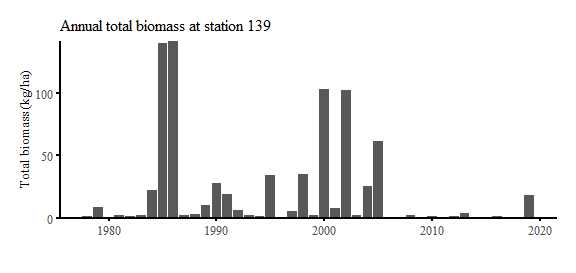 Annual total biomass at station 139
Total biomass (kg/ha)
100
50
0
1980 1990 2000 2010 2020